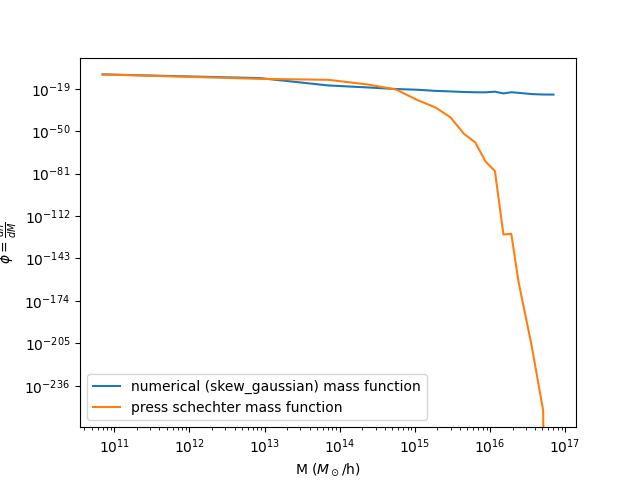 10^{-19}
10^{-50}
10^{-81}
10^{-112}
10^{-143}
10^{-174}
10^{-205}
10^{-236}
ϕ = \frac{dn}{dM}
numerical (skew_gaussian) mass function
press schechter mass function
10^{11} 10^{12} 10^{13} 10^{14} 10^{15} 10^{16} 10^{17}
M (M_⊙/h)